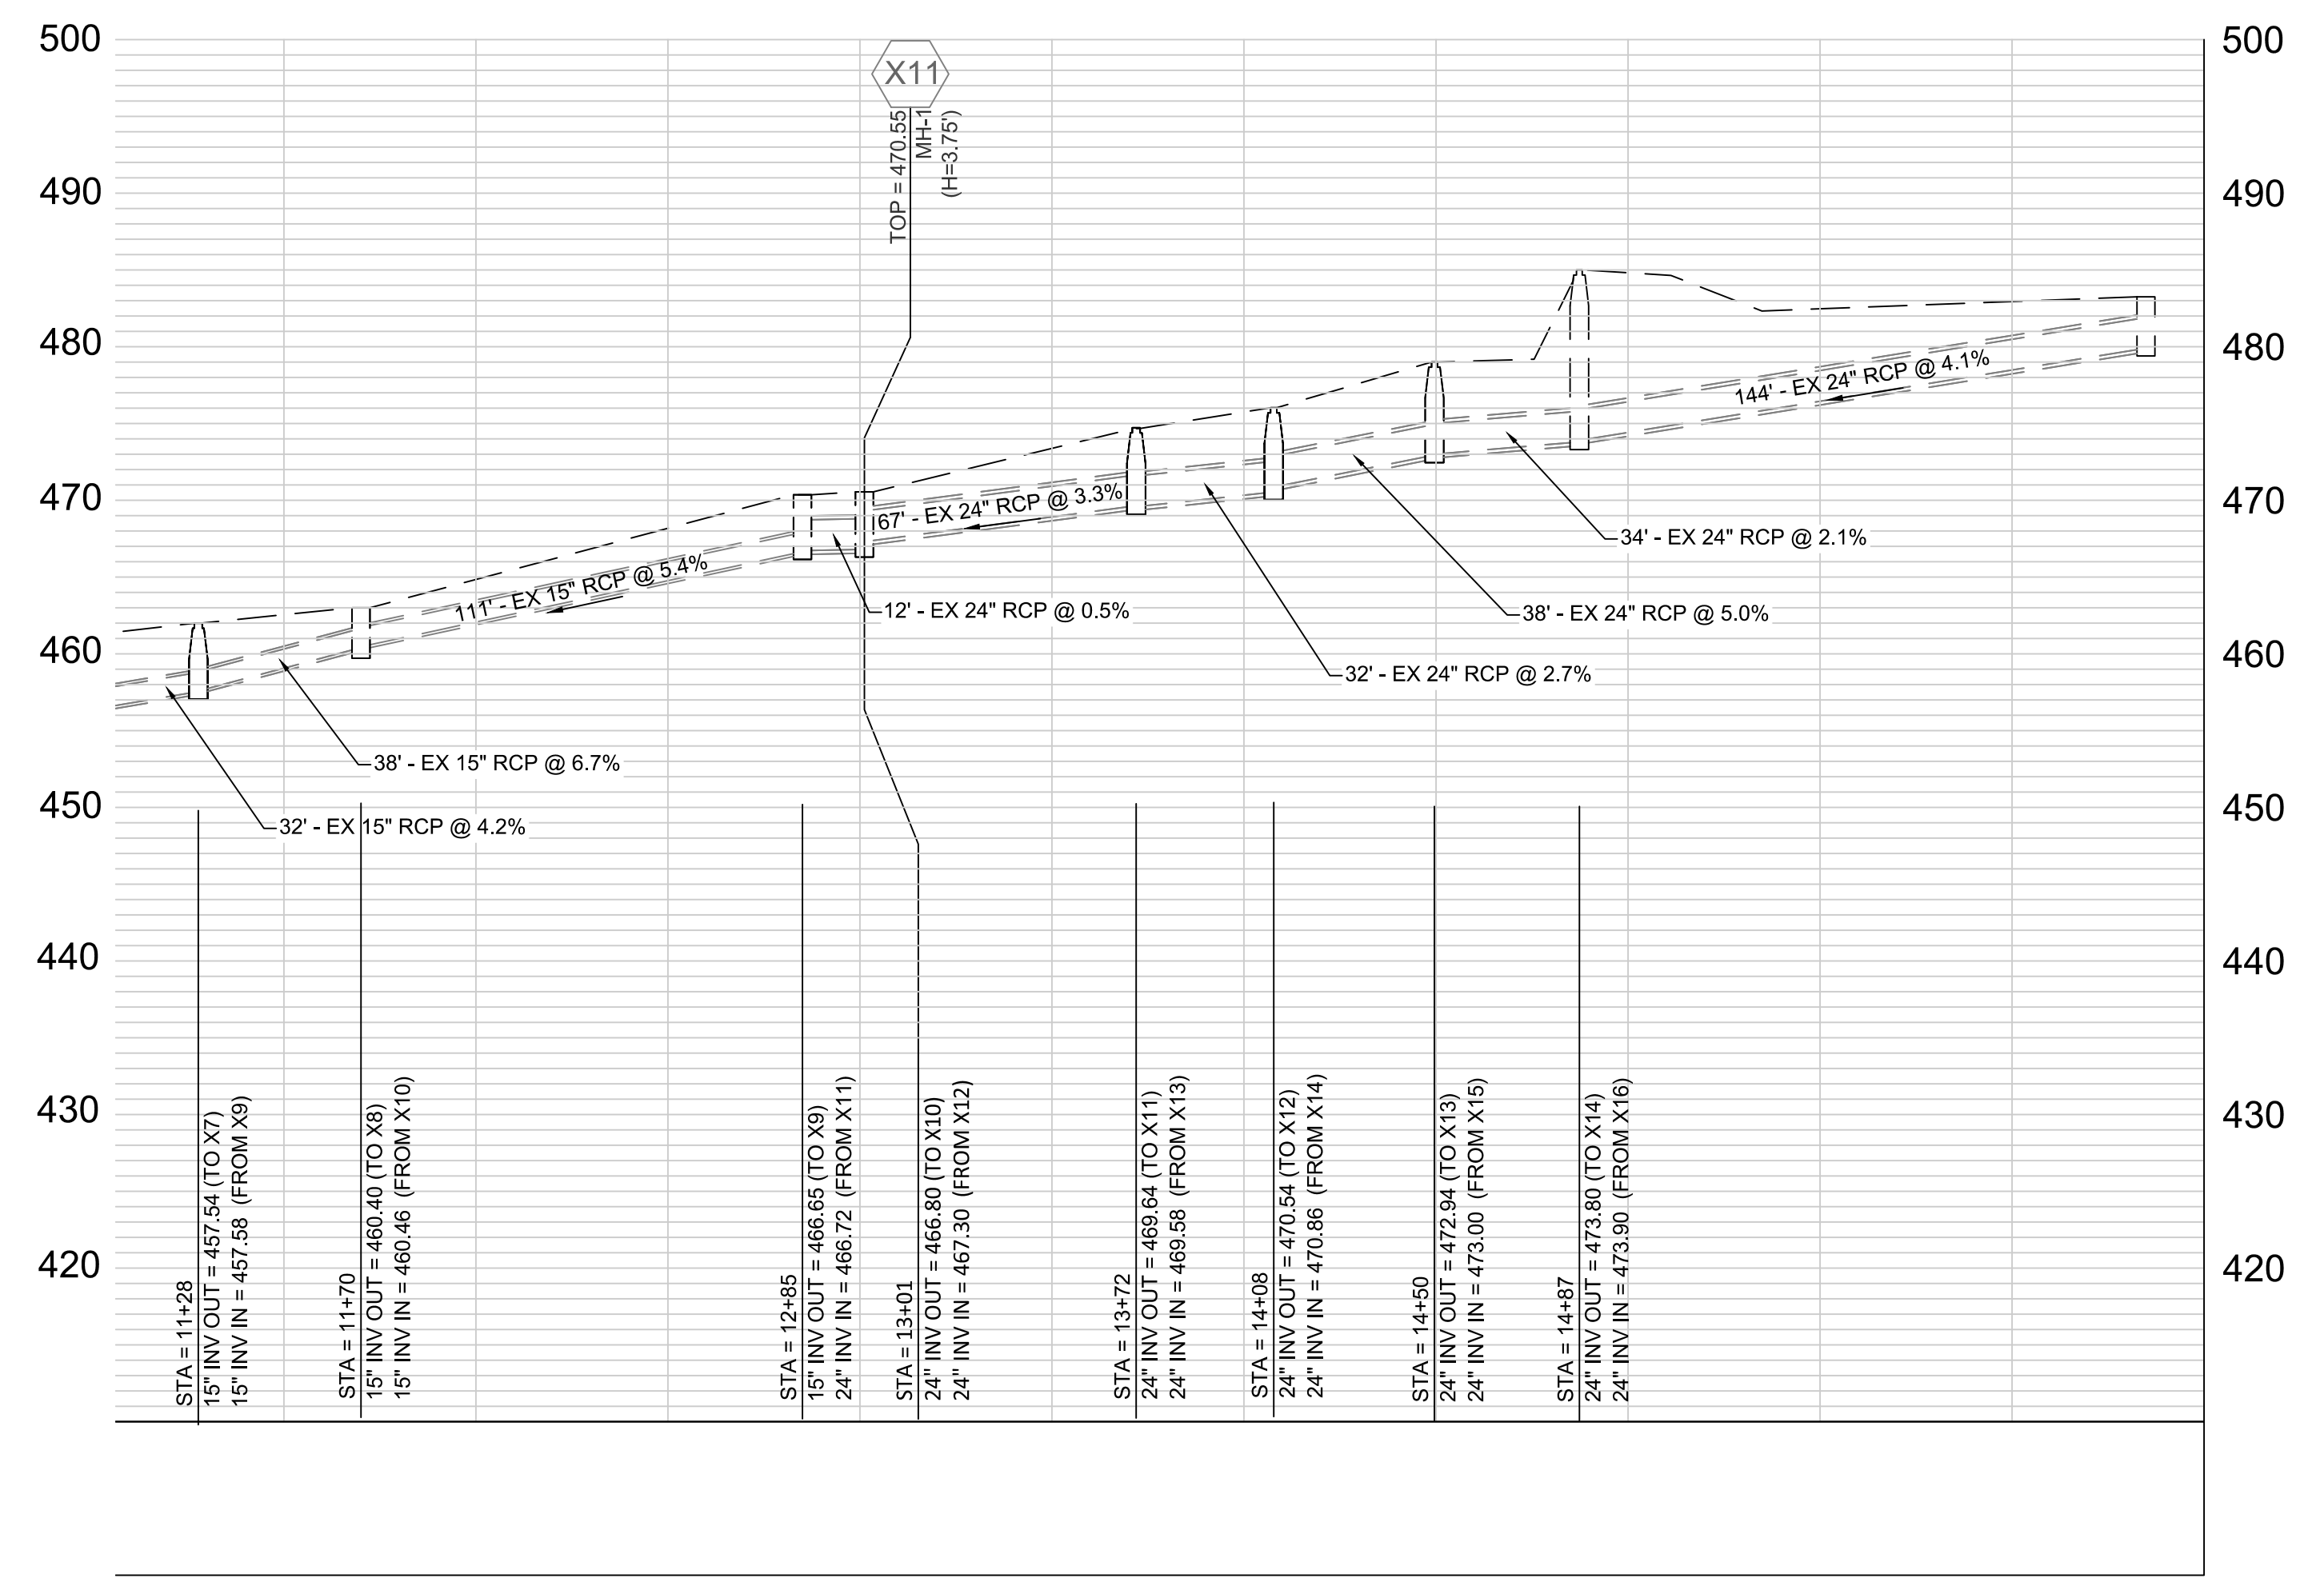 500
490
480
470
460
450
440
430
420
X11
TOP = 470.55
MH-1
(H=3.75')
144' - EX 24" RCP @ 4.1%
67' - EX 24" RCP @ 3.3%
111' - EX 15" RCP @ 5.4%
34' - EX 24" RCP @ 2.1%
12' - EX 24" RCP @ 0.5%
38' - EX 24" RCP @ 5.0%
32' - EX 24" RCP @ 2.7%
38' - EX 15" RCP @ 6.7%
32' - EX 15" RCP @ 4.2%
STA = 11+28
15" INV OUT = 457.54 (TO X7)
15" INV IN = 457.58 (FROM X9)
STA = 11+70
15" INV OUT = 460.40 (TO X8)
15" INV IN = 460.46 (FROM X10)
STA = 12+85
15" INV OUT = 466.65 (TO X9)
24" INV IN = 466.72 (FROM X11)
STA = 13+01
24" INV OUT = 466.80 (TO X10)
24" INV IN = 467.30 (FROM X12)
STA = 13+72
24" INV OUT = 469.64 (TO X11)
24" INV IN = 469.58 (FROM X13)
STA = 14+08
24" INV OUT = 470.54 (TO X12)
24" INV IN = 470.86 (FROM X14)
STA = 14+50
24" INV OUT = 472.94 (TO X13)
24" INV IN = 473.00 (FROM X15)
STA = 14+87
24" INV OUT = 473.80 (TO X14)
24" INV IN = 473.90 (FROM X16)
500
490
480
470
460
450
440
430
420